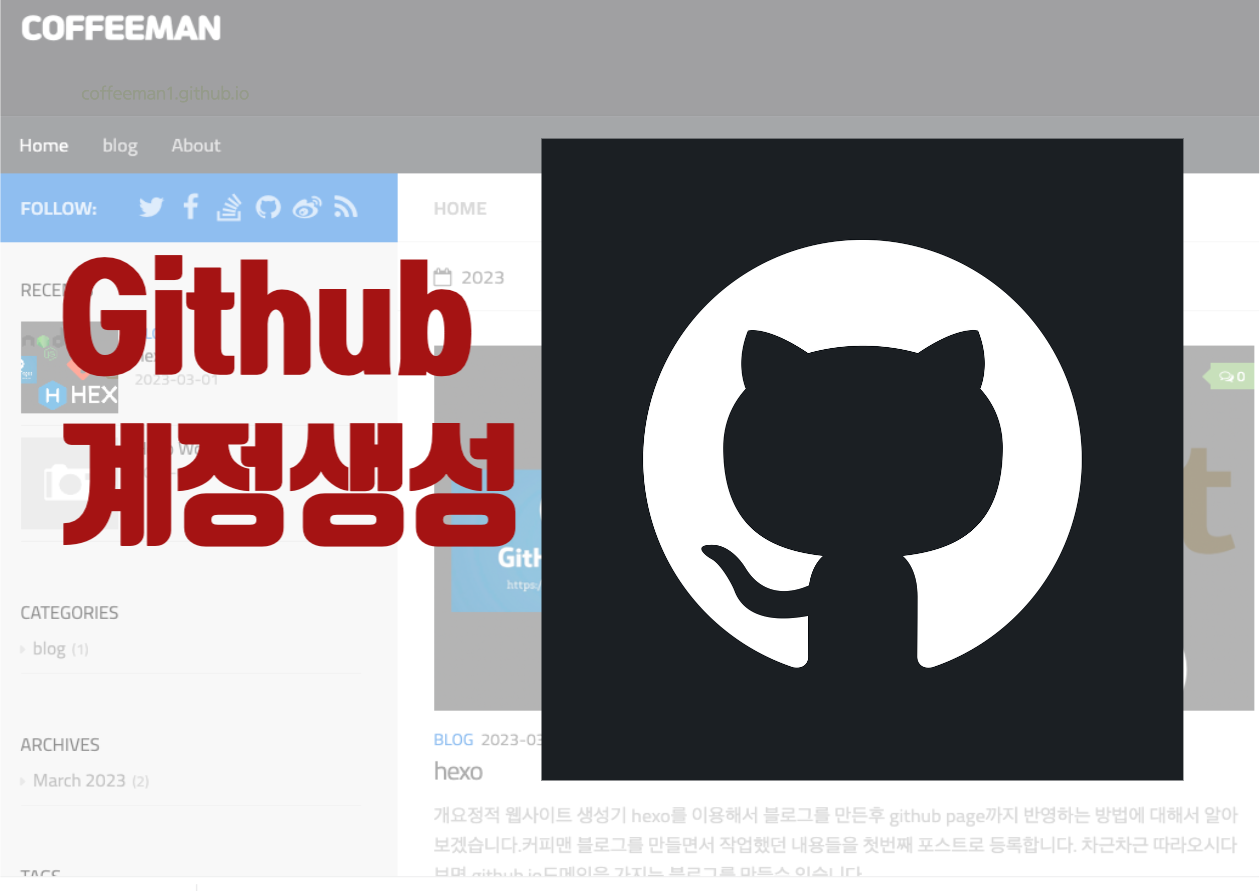 COFFEEMAN
coffeeman1.github.io
Home blog About
FOLLOW:
HOME
2023
Github
계정생성
2023-03-01
HEX
0
GitH
https:/
t
CATEGORIES
blog (1)
ARCHIVES
March 2023 (2)
TAGS
BLOG 2023-03
hexo
개요정적 웹사이트 생성기 hexo를 이용해서 블로그를 만든후 github page까지 반영하는 방법에 대해서 알아
보겠습니다.커피맨 블로그를 만들면서 작업했던 내용들을 첫번째 포스트로 등록합니다. 차근차근 따라오시다
보면 github.io도메인을 가지는 블로그를 만들수 있습니다